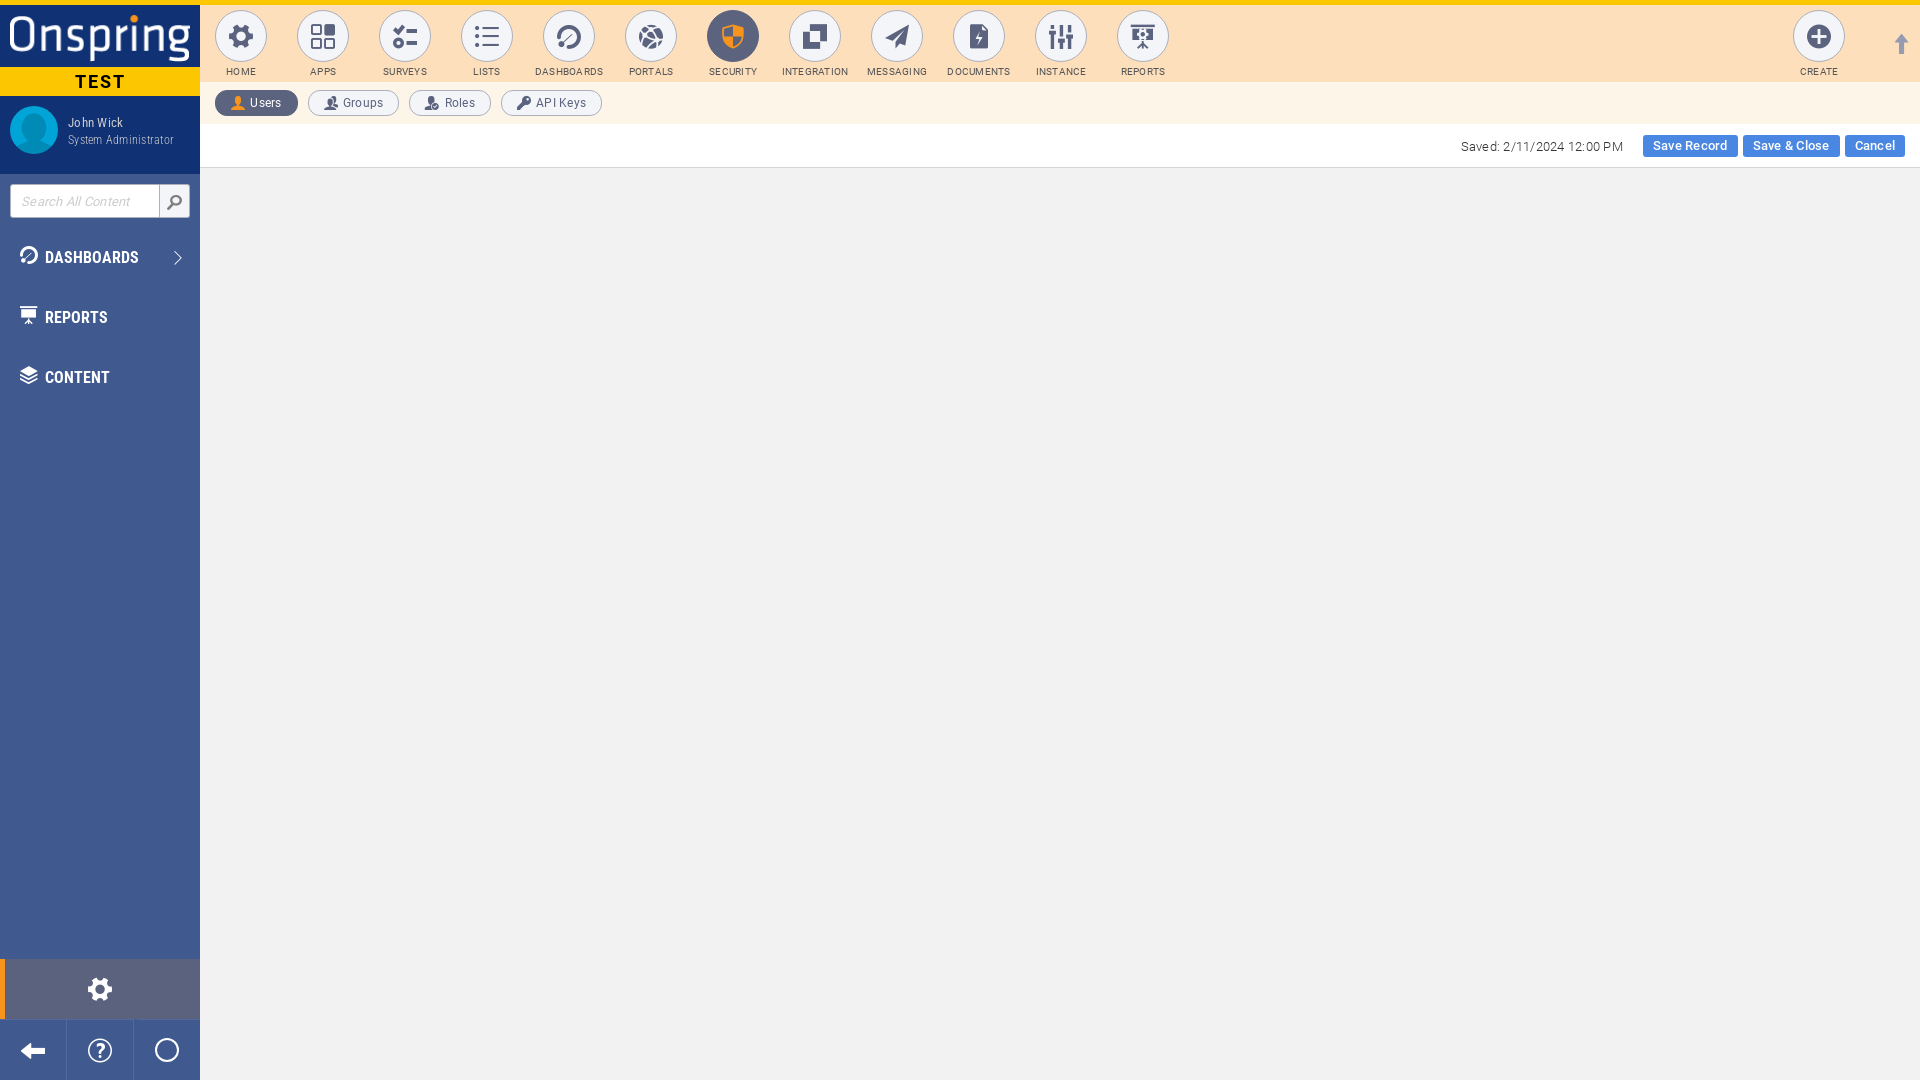 Onspring
TEST
John Wick
System Administrator
Search All Content
DASHBOARDS
REPORTS
CONTENT
HOME
APPS
SURVEYS
LISTS
DASHBOARDS
PORTALS
SECURITY
INTEGRATION
MESSAGING
DOCUMENTS
INSTANCE
REPORTS
CREATE
Users
Groups
Roles
API Keys
Saved: 2/11/2024 12:00 PM
Save Record
Save & Close
Cancel